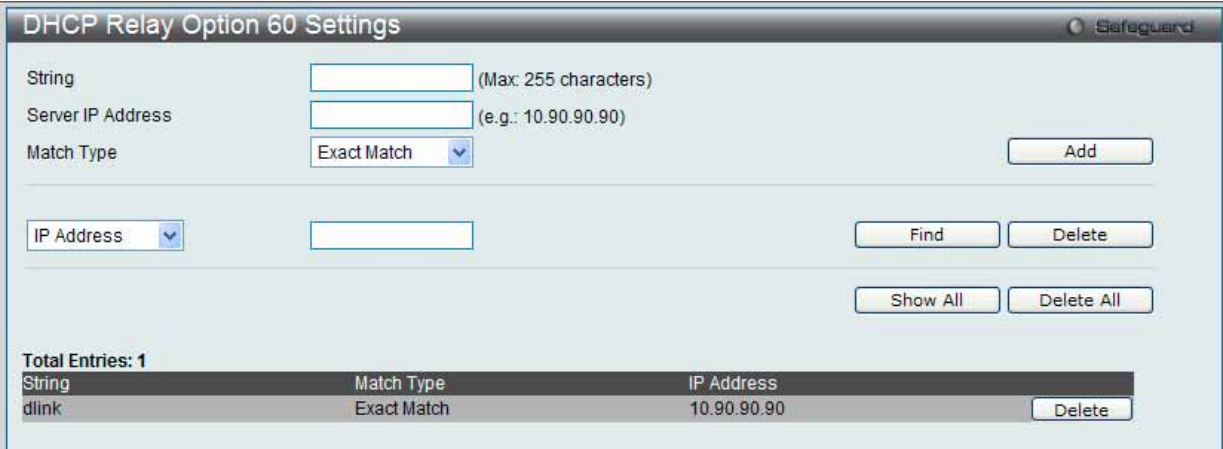 DHCP Relay Option 60 Settings Safeguard
String (Max: 255 characters)
Server IP Address (e.g.: 10.90.90.90)
Match Type Exact Match Add
IP Address Find Delete
Show All Delete All
Total Entries: 1
String Match Type IP Address
dlink Exact Match 10.90.90.90 Delete